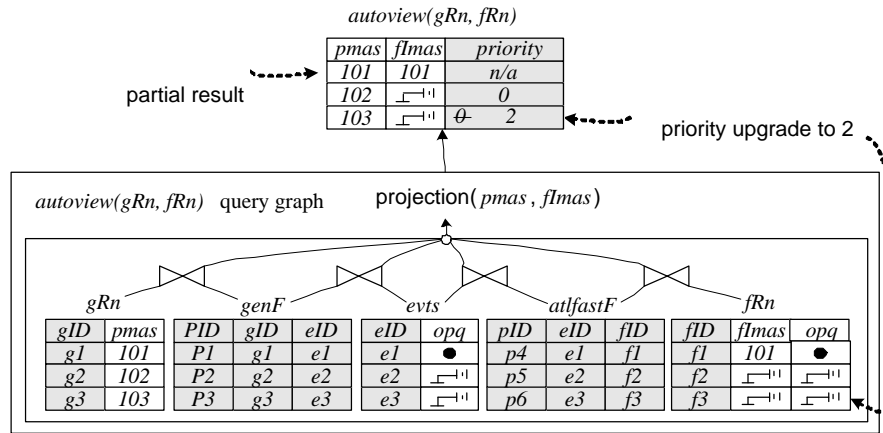 autoview(gRn, fRn)
pmas fImas priority
101 101 n/a
102 0
103 0 2
partial result
priority upgrade to 2
autoview(gRn, fRn) query graph
projection( pmas , fImas )
gRn genF evts atlfastF fRn
gID pmas PID gID eID eID opq pID eID fID fID fImas opq
g1 101 P1 g1 e1 e1 p4 e1 f1 f1 101
g2 102 P2 g2 e2 e2 p5 e2 f2 f2
g3 103 P3 g3 e3 e3 p6 e3 f3 f3